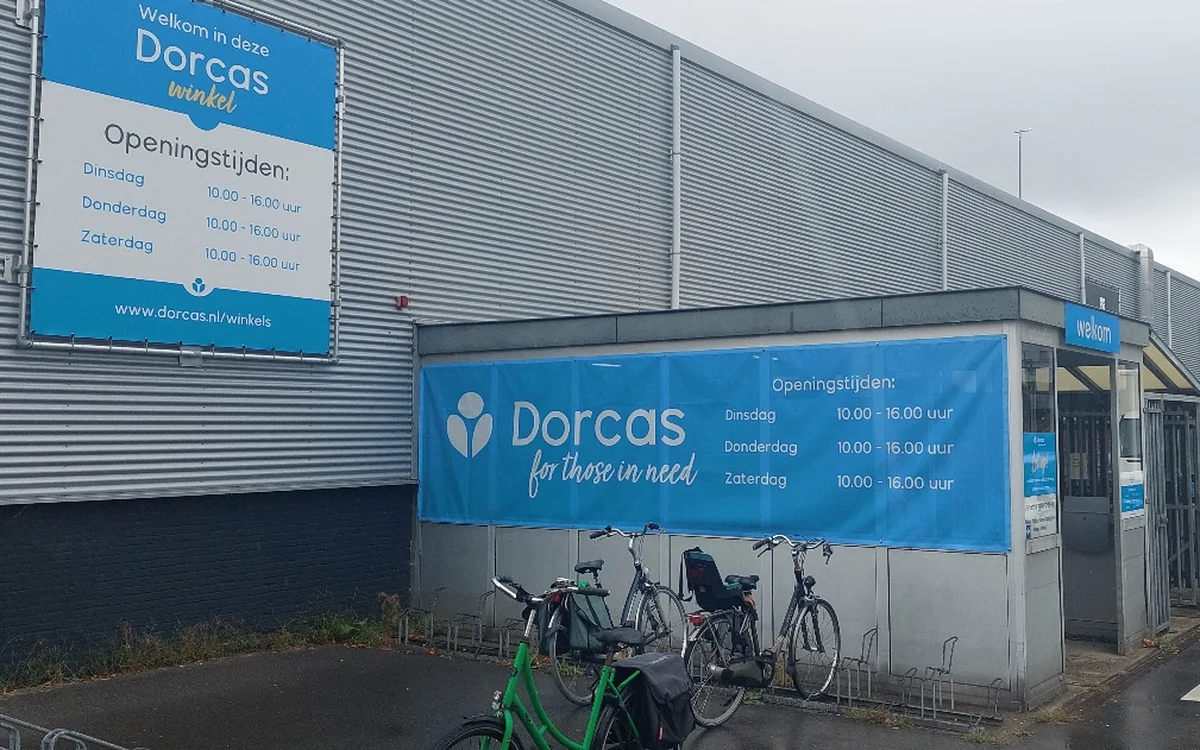 Welkom in deze
Dorcas
winkel
Openingstijden:
Dinsdag 10.00 - 16.00 uur
Donderdag 10.00 - 16.00 uur
Zaterdag 10.00 - 16.00 uur
www.dorcas.nl/winkels
Dorcas
for those in need
Openingstijden:
Dinsdag 10.00 - 16.00 uur
Donderdag 10.00 - 16.00 uur
Zaterdag 10.00 - 16.00 uur
welkom